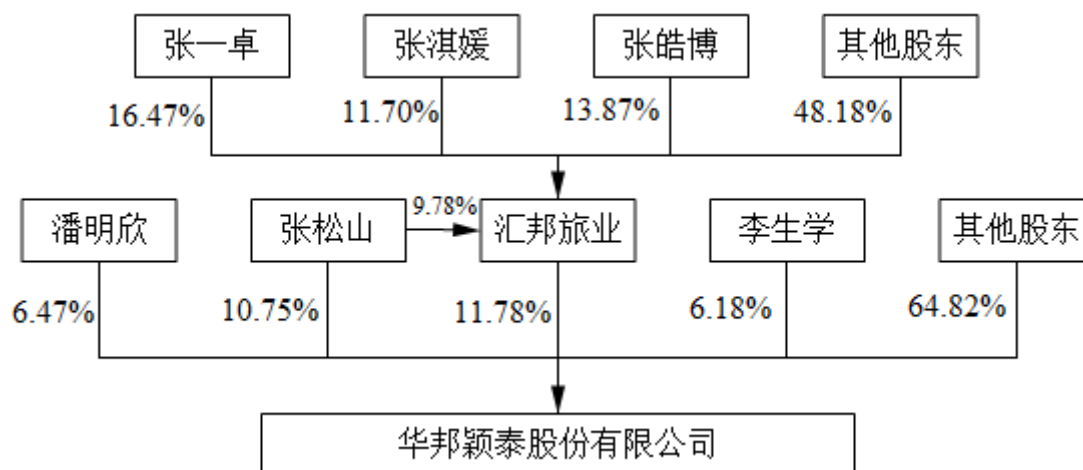 张一卓
张淇媛
张皓博
其他股东
16.47%
11.70%
13.87%
48.18%
潘明欣
张松山
9.78%
汇邦旅业
李生学
其他股东
6.47%
10.75%
11.78%
6.18%
64.82%
华邦颖泰股份有限公司